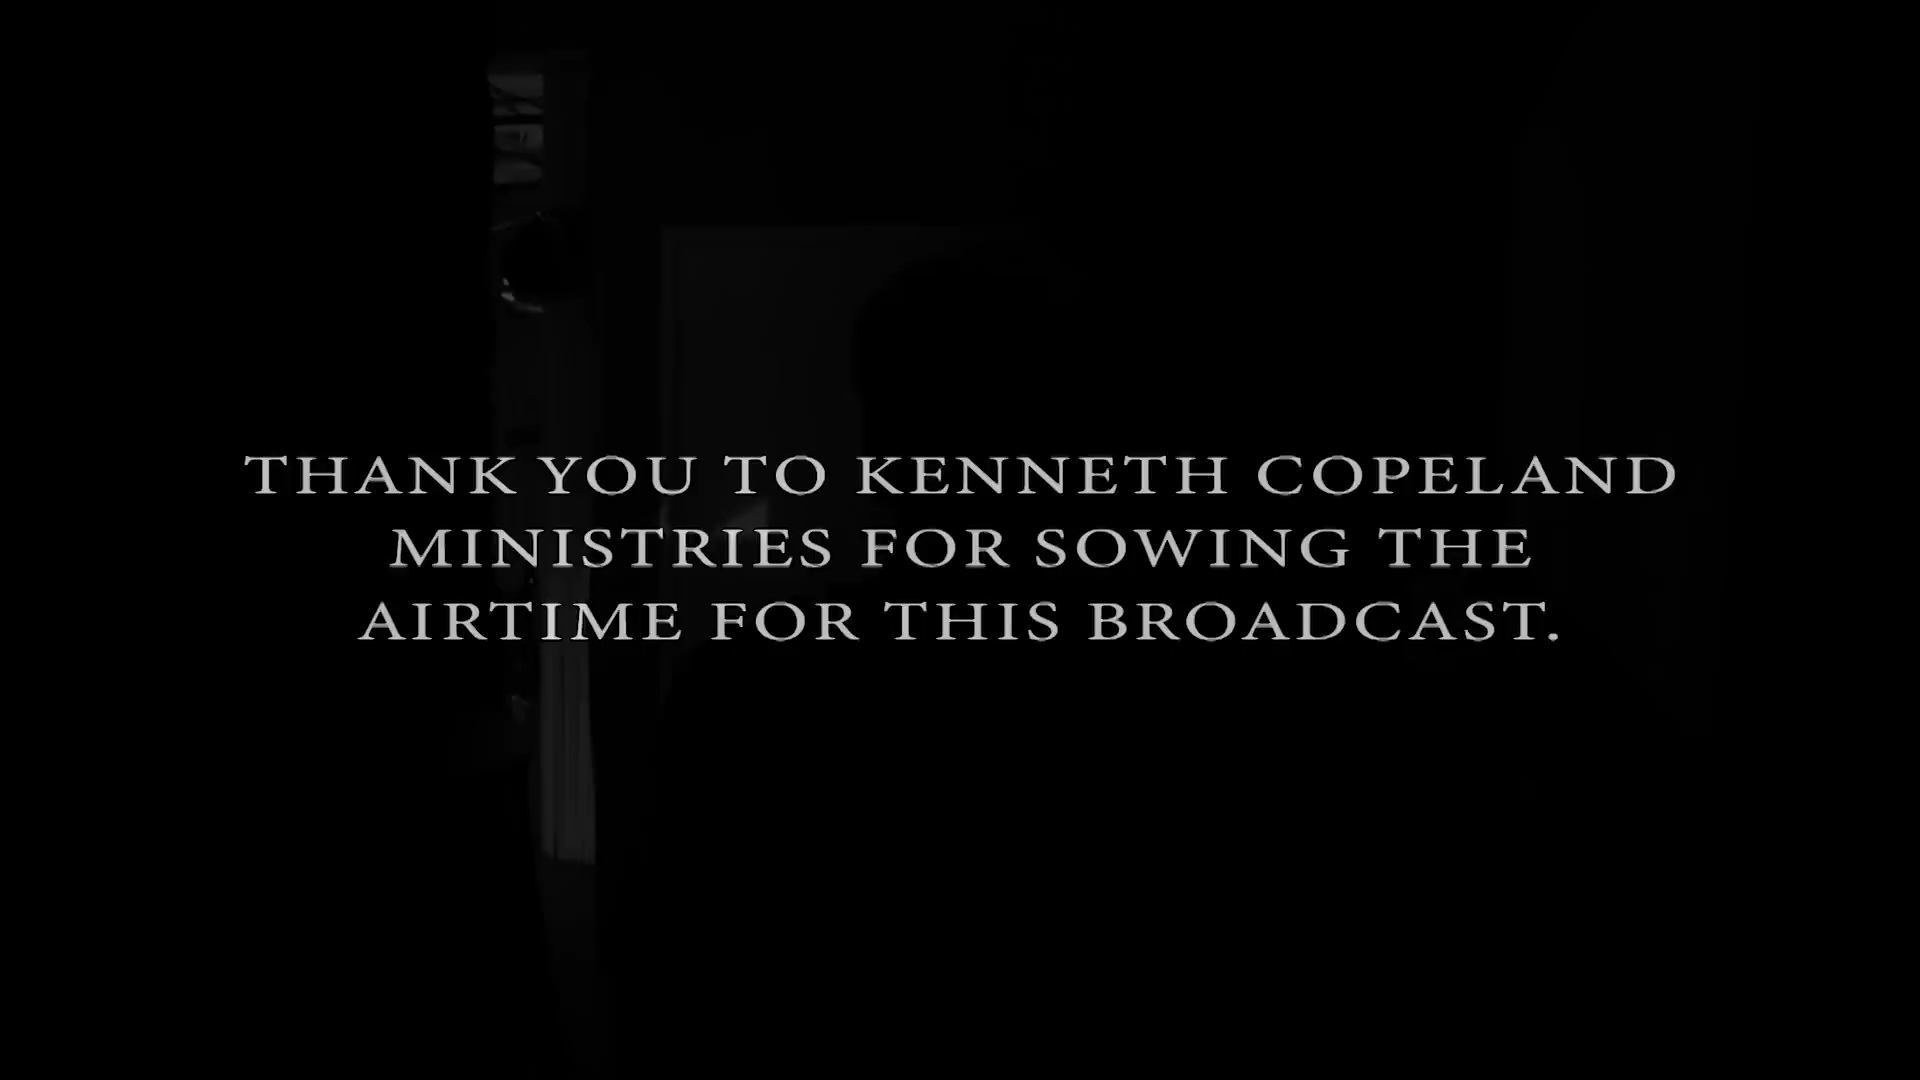 THANK YOU TO KENNETH COPELAND
MINISTRIES FOR SOWING THE
AIRTIME FOR THIS BROADCAST.